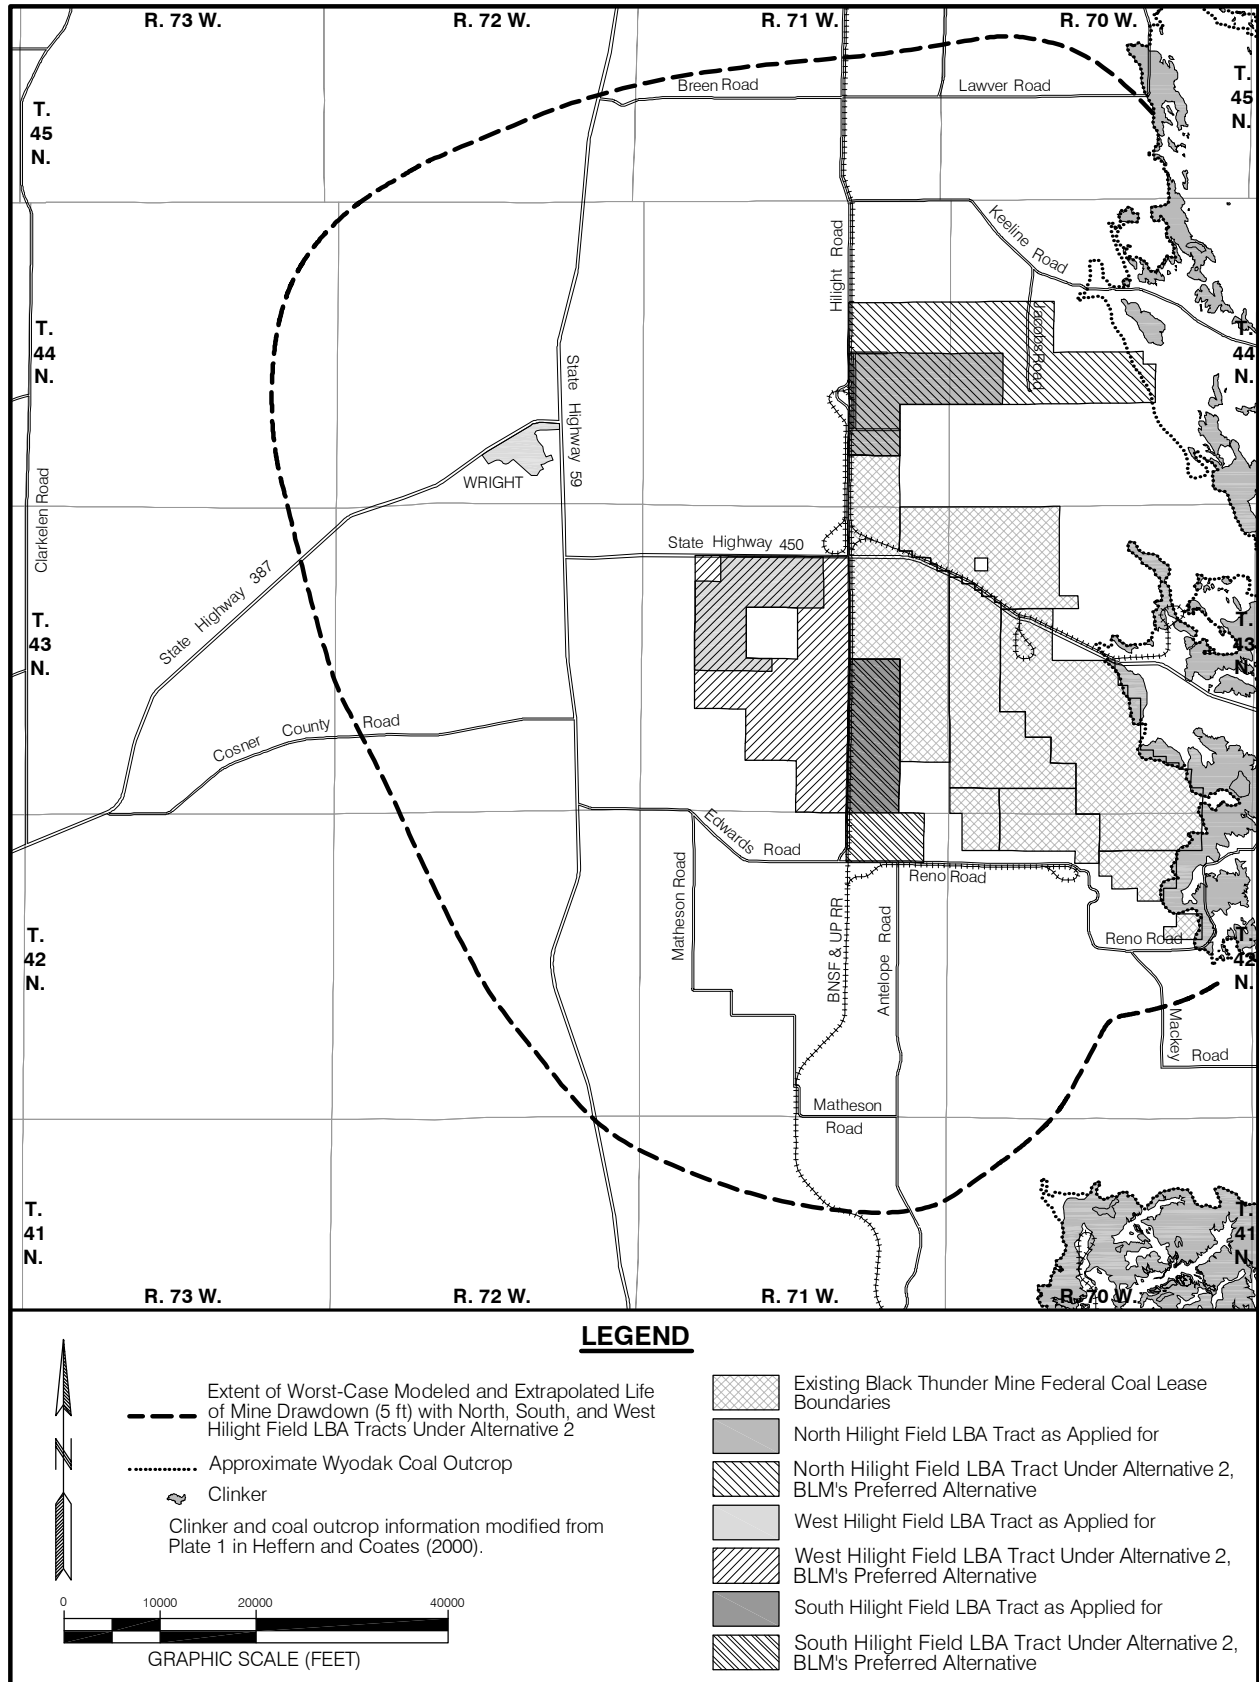 R. 73 W.
R. 72 W.
R. 71 W.
R. 70 W.
T.
45
N.
T.
45
N.
Breen Road
Lawver Road
Keeline Road
Hilight Road
Jacobs Road
T.
44
N.
T.
44
N.
State Highway 59
WRIGHT
Clarkelen Road
State Highway 450
State Highway 387
T.
43
N.
T.
43
N.
Cosner County Road
Edwards Road
Matheson Road
Reno Road
BNSF & UP RR
Antelope Road
Reno Road
T.
42
N.
T.
42
N.
Mackey
Road
Matheson
Road
T.
41
N.
T.
41
N.
R. 73 W.
R. 72 W.
R. 71 W.
R. 70 W.
LEGEND
Extent of Worst-Case Modeled and Extrapolated Life
of Mine Drawdown (5 ft) with North, South, and West
Hilight Field LBA Tracts Under Alternative 2
Approximate Wyodak Coal Outcrop
Clinker
Clinker and coal outcrop information modified from
Plate 1 in Heffern and Coates (2000).
N
0 10000 20000 40000
GRAPHIC SCALE (FEET)
Existing Black Thunder Mine Federal Coal Lease
Boundaries
North Hilight Field LBA Tract as Applied for
North Hilight Field LBA Tract Under Alternative 2,
BLM's Preferred Alternative
West Hilight Field LBA Tract as Applied for
West Hilight Field LBA Tract Under Alternative 2,
BLM's Preferred Alternative
South Hilight Field LBA Tract as Applied for
South Hilight Field LBA Tract Under Alternative 2,
BLM's Preferred Alternative